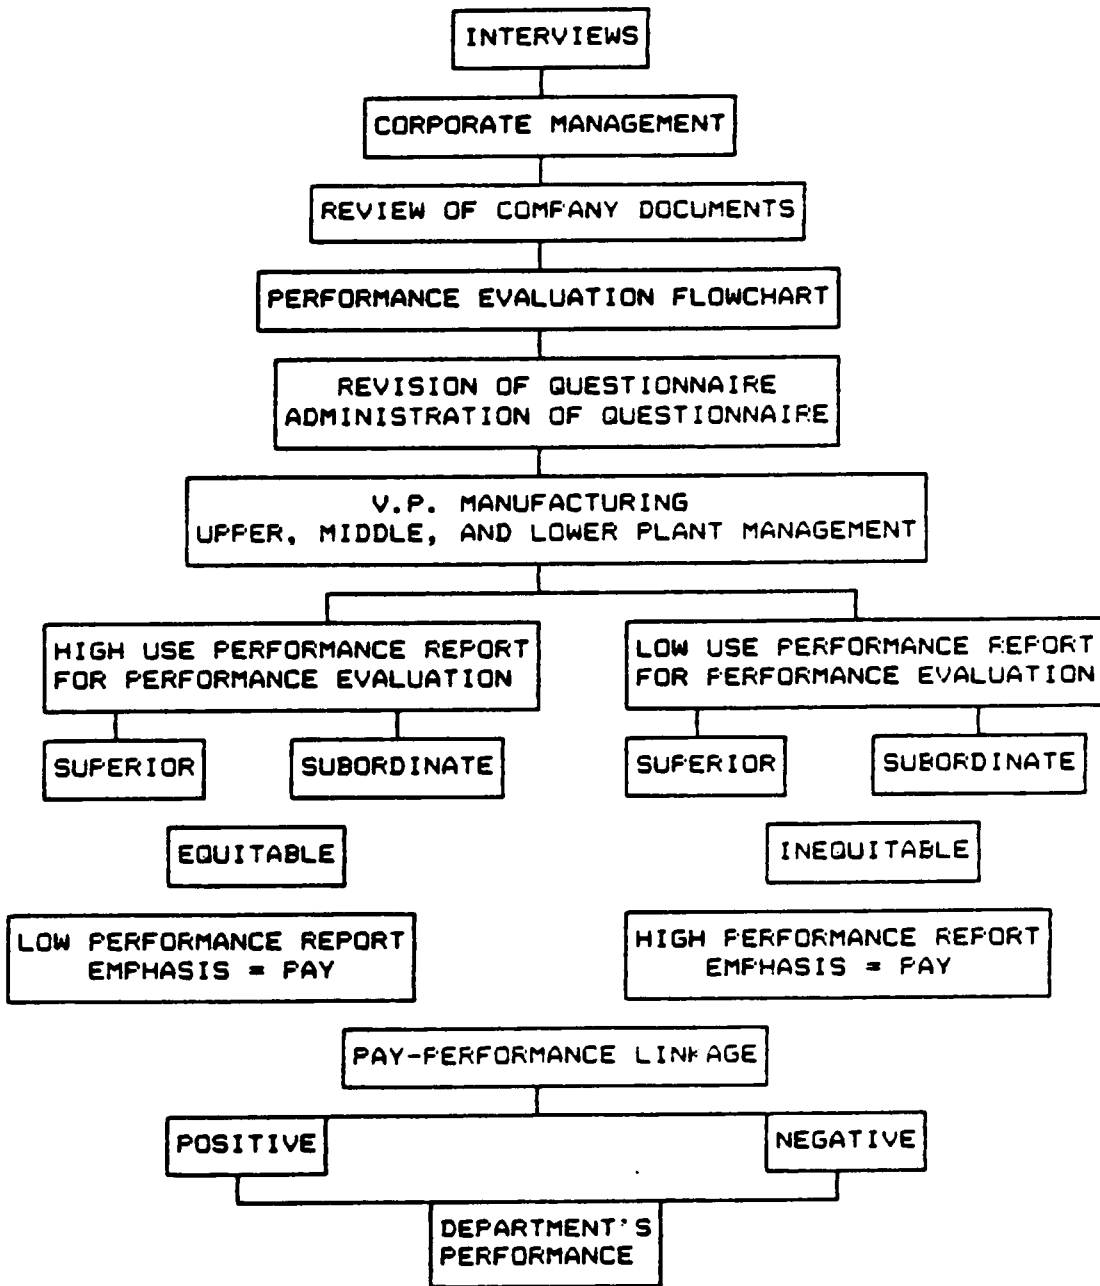 INTERVIEWS
CORPORATE MANAGEMENT
REVIEW OF COMPANY DOCUMENTS
PERFORMANCE EVALUATION FLOWCHART
REVISION OF QUESTIONNAIRE
ADMINISTRATION OF QUESTIONNAIRE
V.P. MANUFACTURING
UPPER, MIDDLE, AND LOWER PLANT MANAGEMENT
HIGH USE PERFORMANCE REPORT
FOR PERFORMANCE EVALUATION
LOW USE PERFORMANCE REPORT
FOR PERFORMANCE EVALUATION
SUPERIOR
SUBORDINATE
SUPERIOR
SUBORDINATE
EQUITABLE
INEQUITABLE
LOW PERFORMANCE REPORT
EMPHASIS = PAY
HIGH PERFORMANCE REPORT
EMPHASIS = PAY
PAY-PERFORMANCE LINKAGE
POSITIVE
NEGATIVE
DEPARTMENT'S
PERFORMANCE